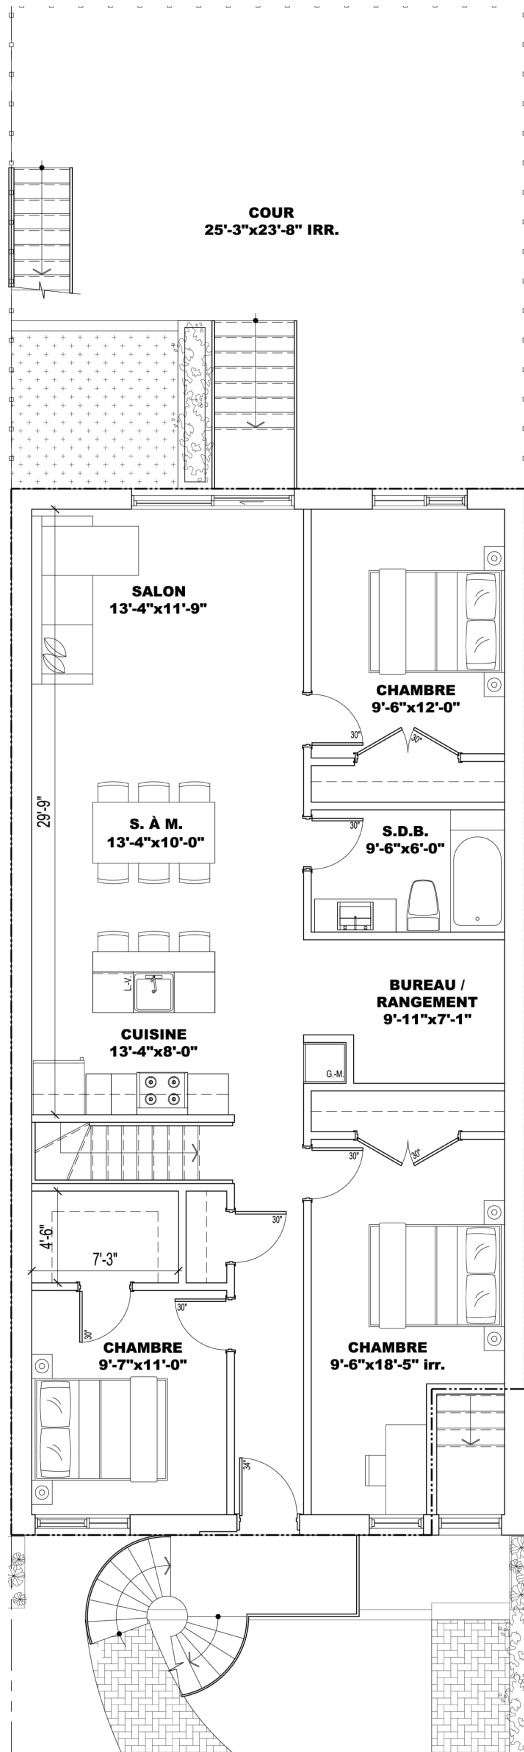 COUR
25'-3"x23'-8" IRR.
SALON
13'-4"x11'-9"
CHAMBRE
9'-6"x12'-0"
30"
30"
29'-9"
S. À M.
13'-4"x10'-0"
30"
S.D.B.
9'-6"x6'-0"
L.-V.
BUREAU /
RANGEMENT
9'-11"x7'-1"
CUISINE
13'-4"x8'-0"
G.-M.
30"
30"
4'-6"
7'-3"
30"
30"
30"
CHAMBRE
9'-7"x11'-0"
CHAMBRE
9'-6"x18'-5" irr.
34"